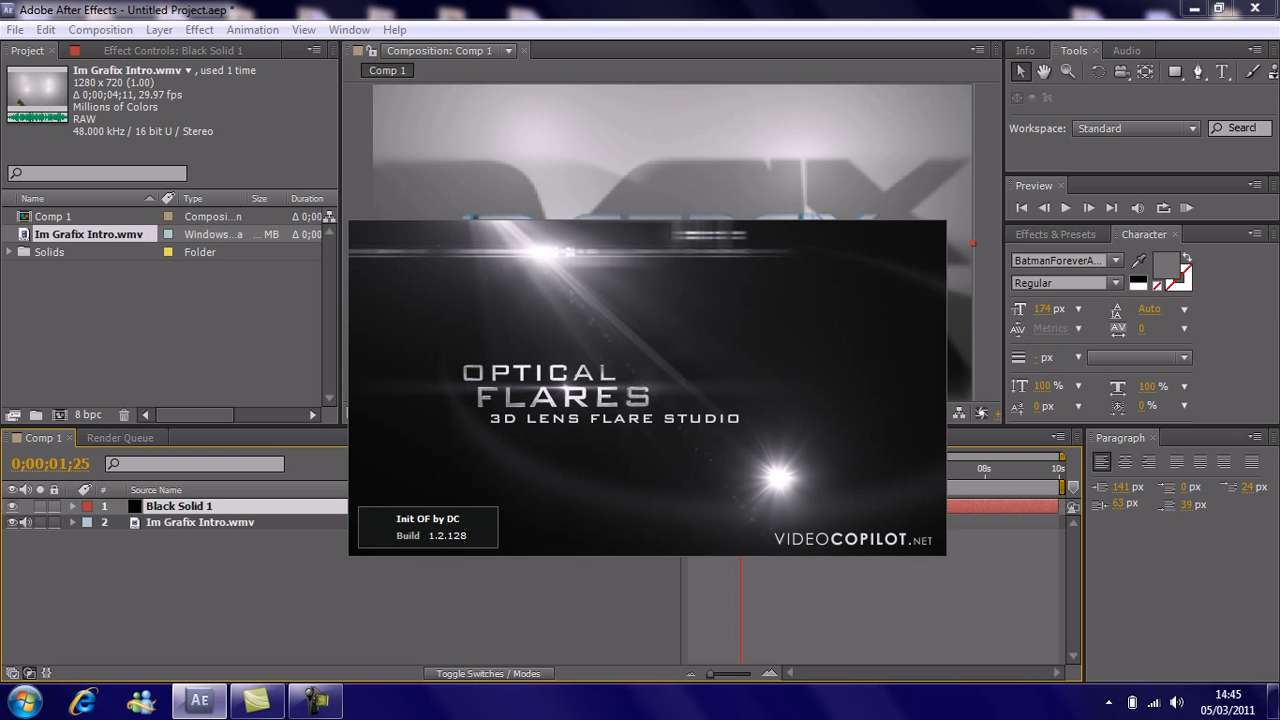 Adobe After Effects - Untitled Project.aep *
File Edit Composition Layer Effect Animation View Window Help
Project Effect Controls: Black Solid 1
Composition: Comp 1
Info Tools Audio
Im Grafix Intro.wmv ▼ , used 1 time
1280 x 720 (1.00)
Δ 0;00;04;11, 29.97 fps
Millions of Colors
RAW
48.000 kHz / 16 bit U / Stereo
Comp 1
Workspace: Standard Search
Preview
Name Type Size Duration
Comp 1 Composi...n Δ 0;00
Im Grafix Intro.wmv Windows...a ... MB Δ 0;00
Solids Folder
Effects & Presets Character
BatmanForeverA...
Regular
174 px Auto
Metrics 0
- px
100 % 100 %
0 px 0 %
OPTICAL
FLARES
3D LENS FLARE STUDIO
Init OF by DC
Build 1.2.128
VIDEOCOPILOT.NET
8 bpc
Comp 1 Render Queue
Paragraph
0;00;01;25
08s 10s
# Source Name
1 Black Solid 1
2 Im Grafix Intro.wmv
141 px 0 px 24 px
63 px 39 px
Toggle Switches / Modes
AE
14:45
05/03/2011